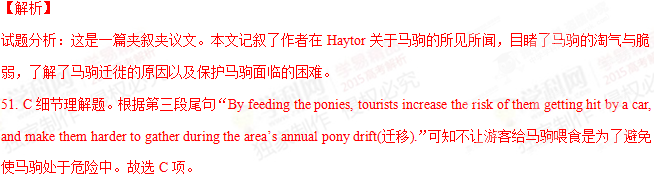 【解析】
试题分析：这是一篇夹叙夹议文。本文记叙了作者在 Haytor 关于马驹的所见所闻，目睹了马驹的淘气与脆
弱，了解了马驹迁徙的原因以及保护马驹面临的困难。
51. C 细节理解题。根据第三段尾句“By feeding the ponies, tourists increase the risk of them getting hit by a car,
and make them harder to gather during the area’s annual pony drift(迁移).”可知不让游客给马驹喂食是为了避免
使马驹处于危险中。故选 C 项。